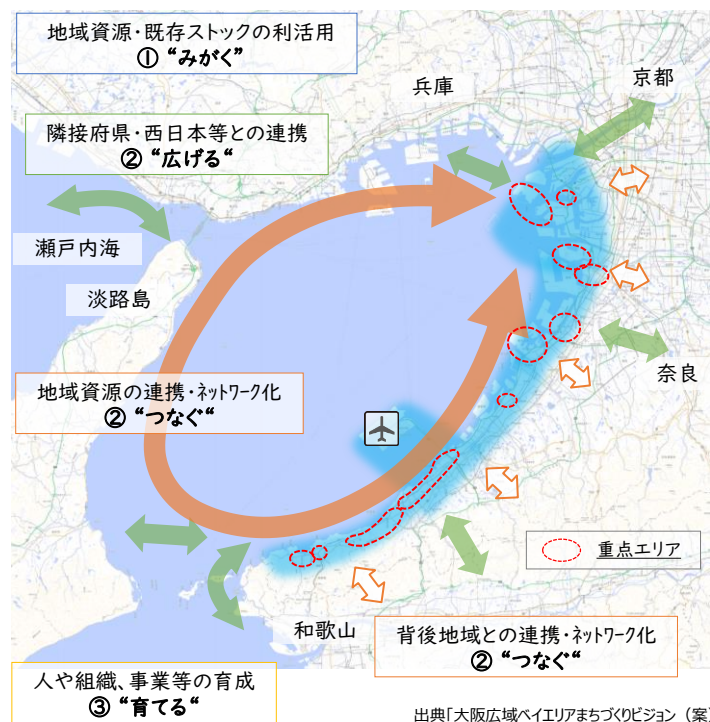 地域資源・既存ストックの利活用
① “みがく“
兵庫
京都
隣接府県・西日本等との連携
② “広げる“
瀬戸内海
淡路島
奈良
地域資源の連携・ネットワーク化
② “つなぐ“
重点エリア
和歌山
背後地域との連携・ネットワーク化
② “つなぐ“
人や組織、事業等の育成
③ “育てる“
出典「大阪広域ベイエリアまちづくりビジョン（案）